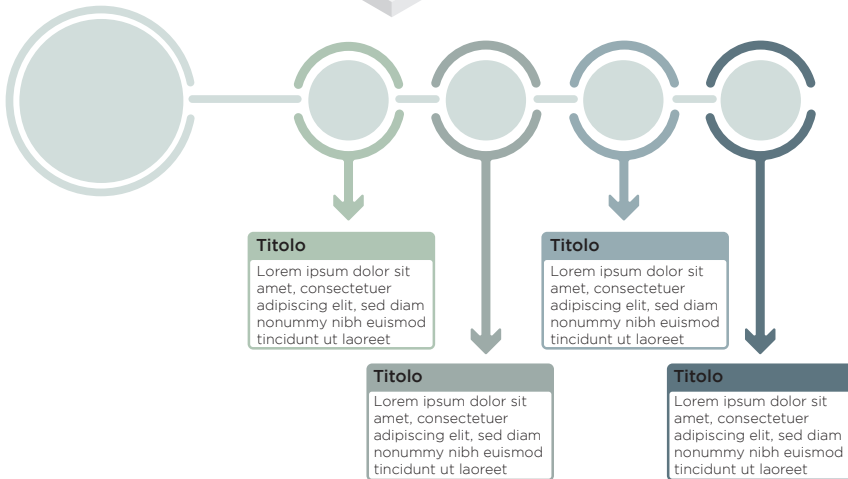 Titolo
Lorem ipsum dolor sit
amet, consectetuer
adipiscing elit, sed diam
nonummy nibh euismod
tincidunt ut laoreet
Titolo
Lorem ipsum dolor sit
amet, consectetuer
adipiscing elit, sed diam
nonummy nibh euismod
tincidunt ut laoreet
Titolo
Lorem ipsum dolor sit
amet, consectetuer
adipiscing elit, sed diam
nonummy nibh euismod
tincidunt ut laoreet
Titolo
Lorem ipsum dolor sit
amet, consectetuer
adipiscing elit, sed diam
nonummy nibh euismod
tincidunt ut laoreet